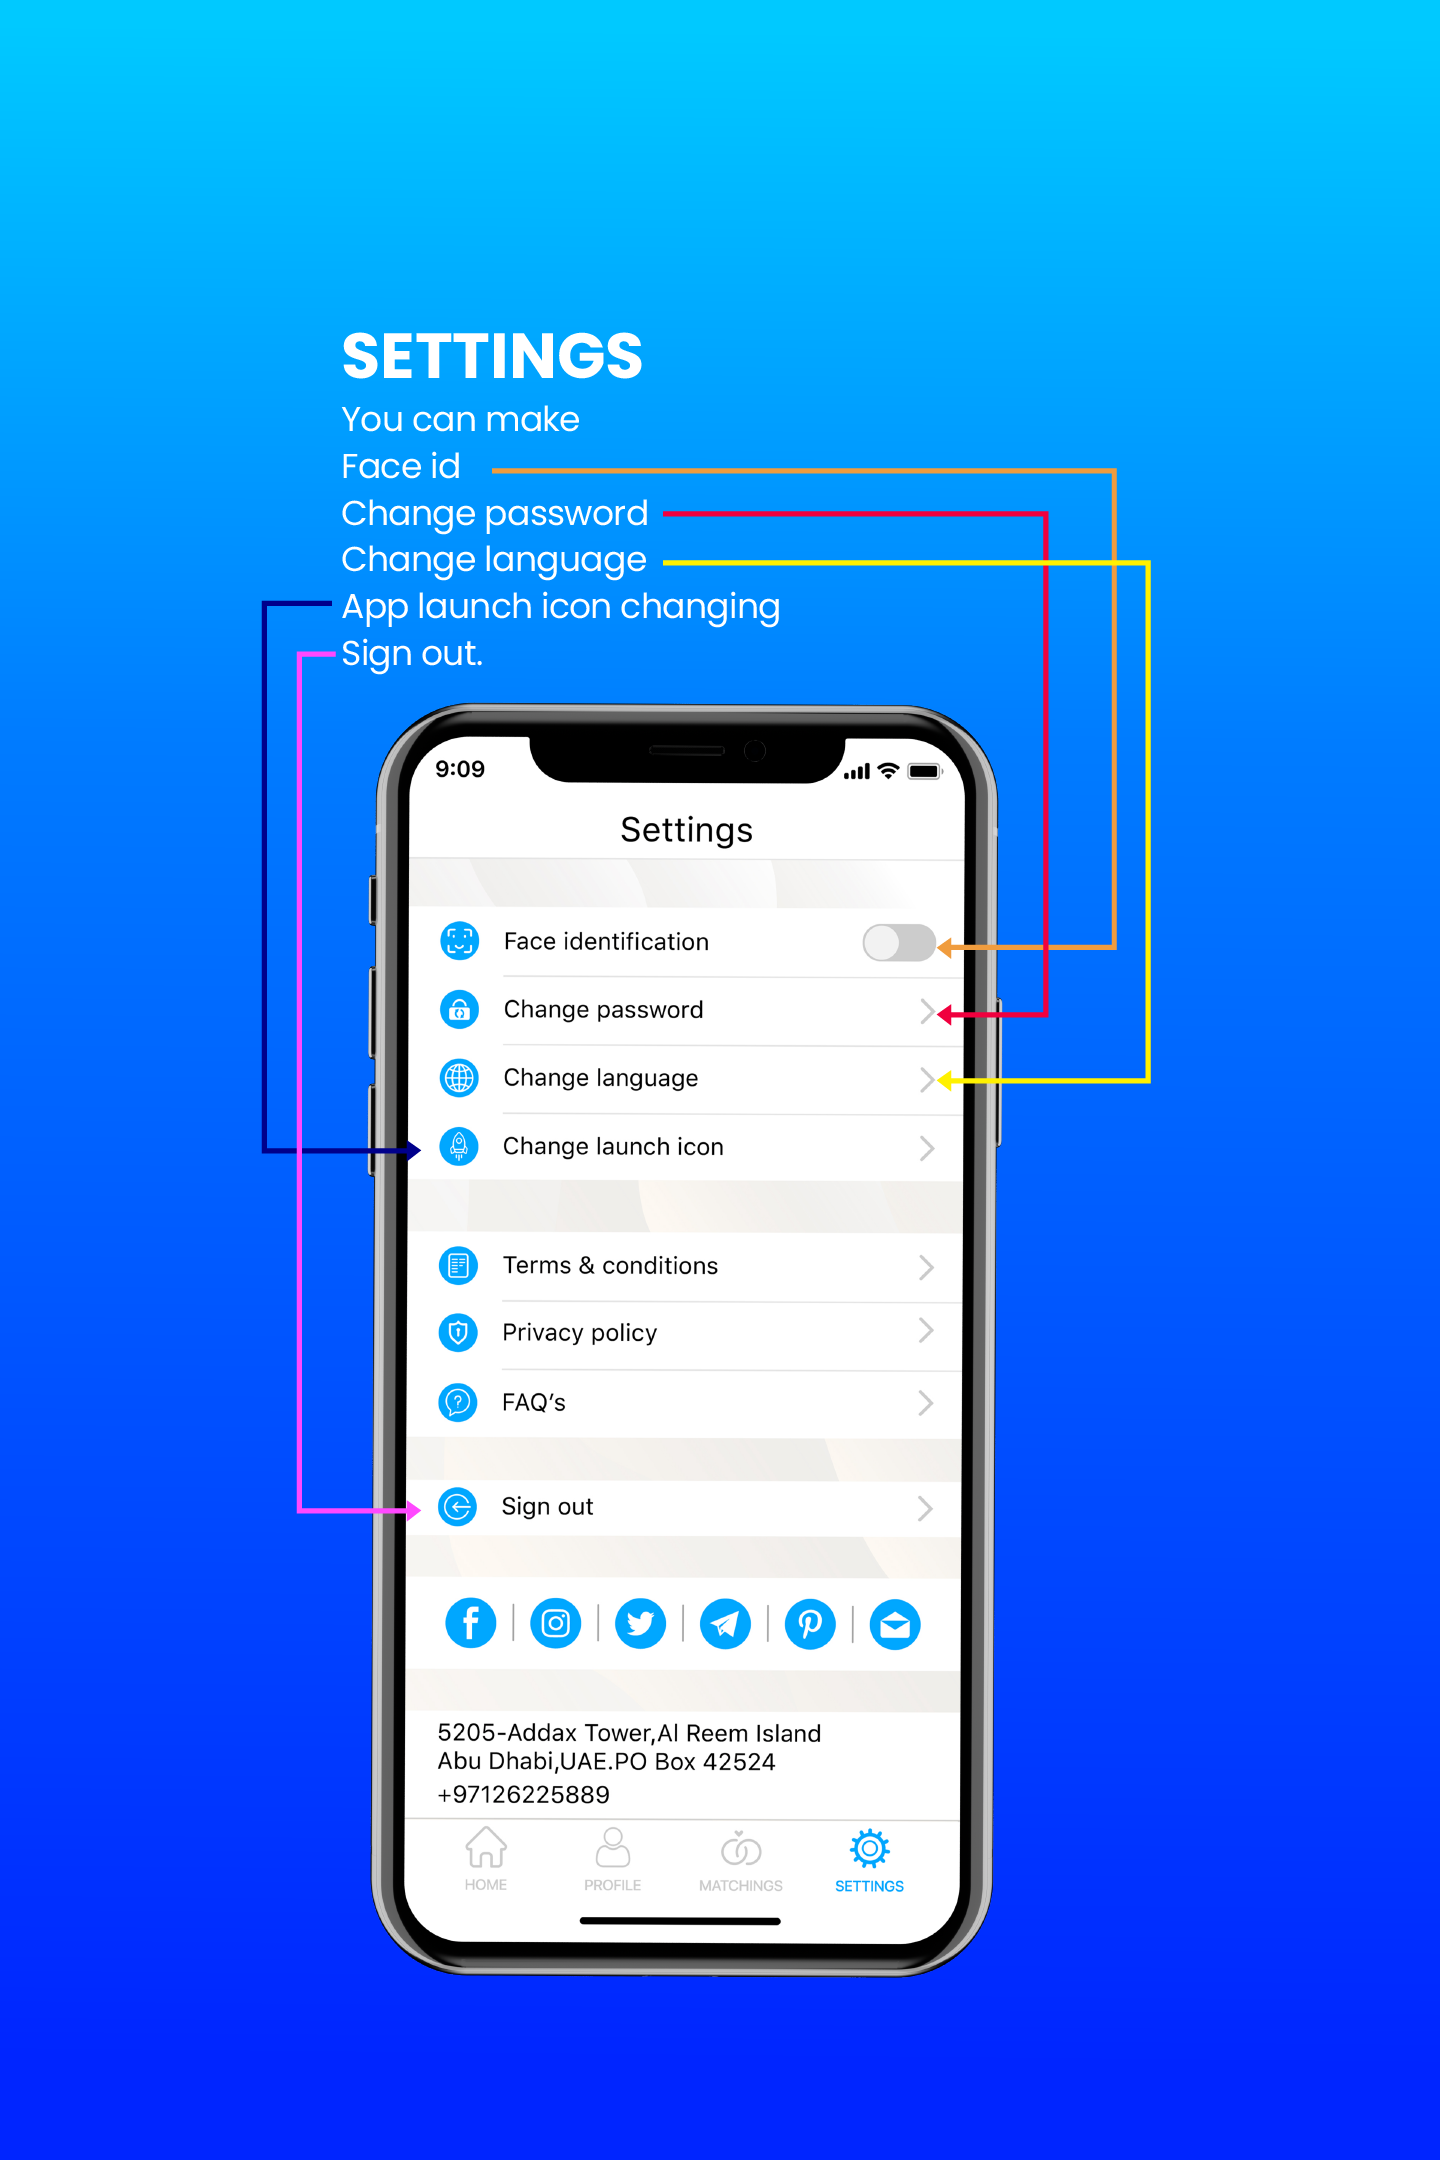 SETTINGS
You can make
Face id
Change password
Change language
App launch icon changing
Sign out.
9:09
Settings
Face identification
Change password
Change language
Change launch icon
Terms & conditions
Privacy policy
FAQ's
Sign out
5205-Addax Tower,Al Reem Island
Abu Dhabi,UAE.PO Box 42524
+97126225889
HOME PROFILE MATCHINGS SETTINGS